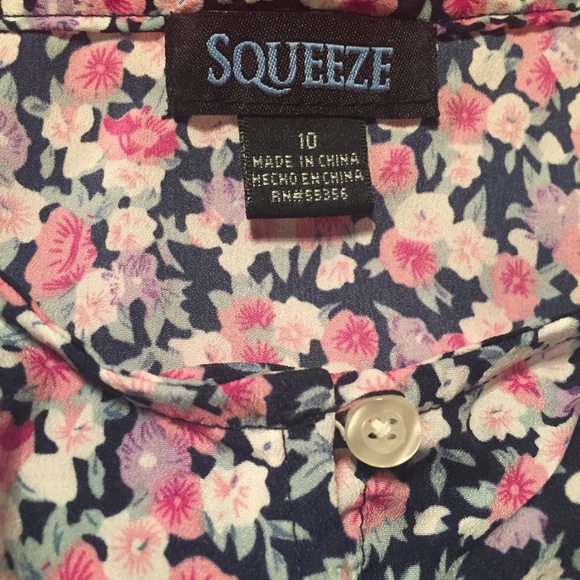 SQUEEZE
10
MADE IN CHINA
HECHO EN CHINA
RN#55356